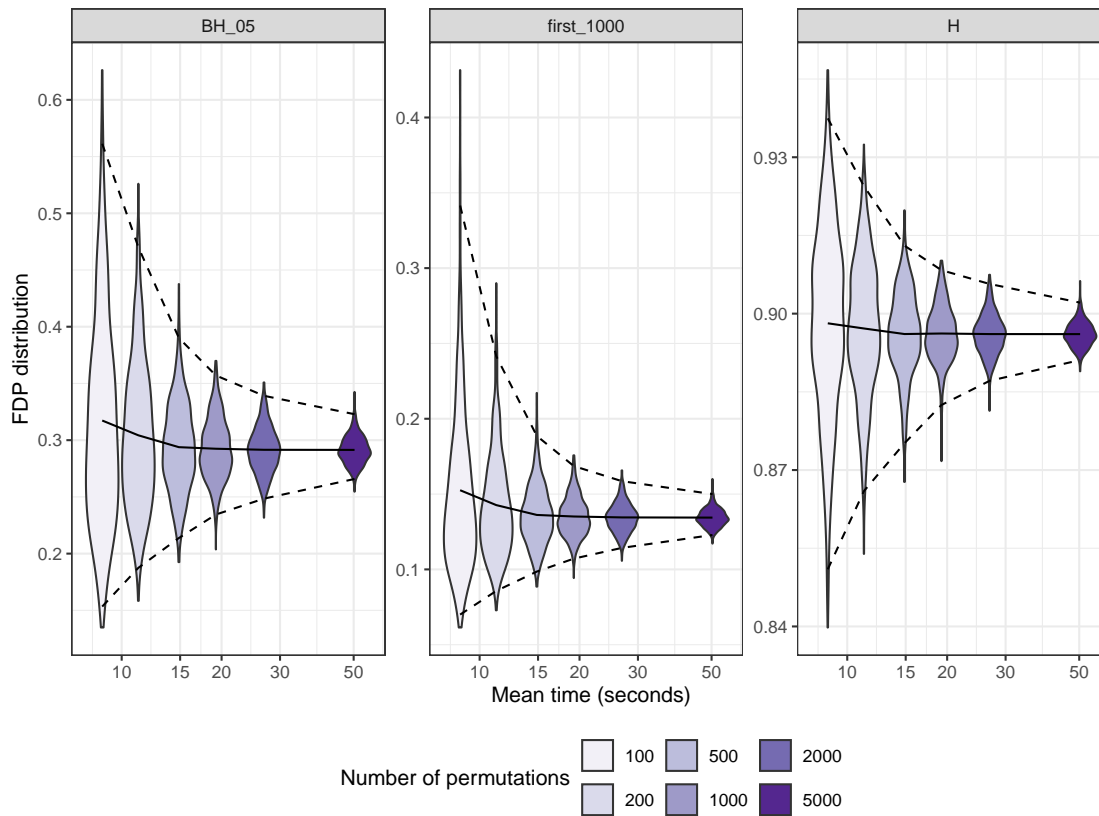 BH_05 first_1000 H
FDP distribution
0.6
0.5
0.4
0.3
0.2
0.4
0.3
0.2
0.1
0.93
0.90
0.87
0.84
10 15 20 30 50 10 15 20 30 50 10 15 20 30 50
Mean time (seconds)
Number of permutations
100 500 2000
200 1000 5000